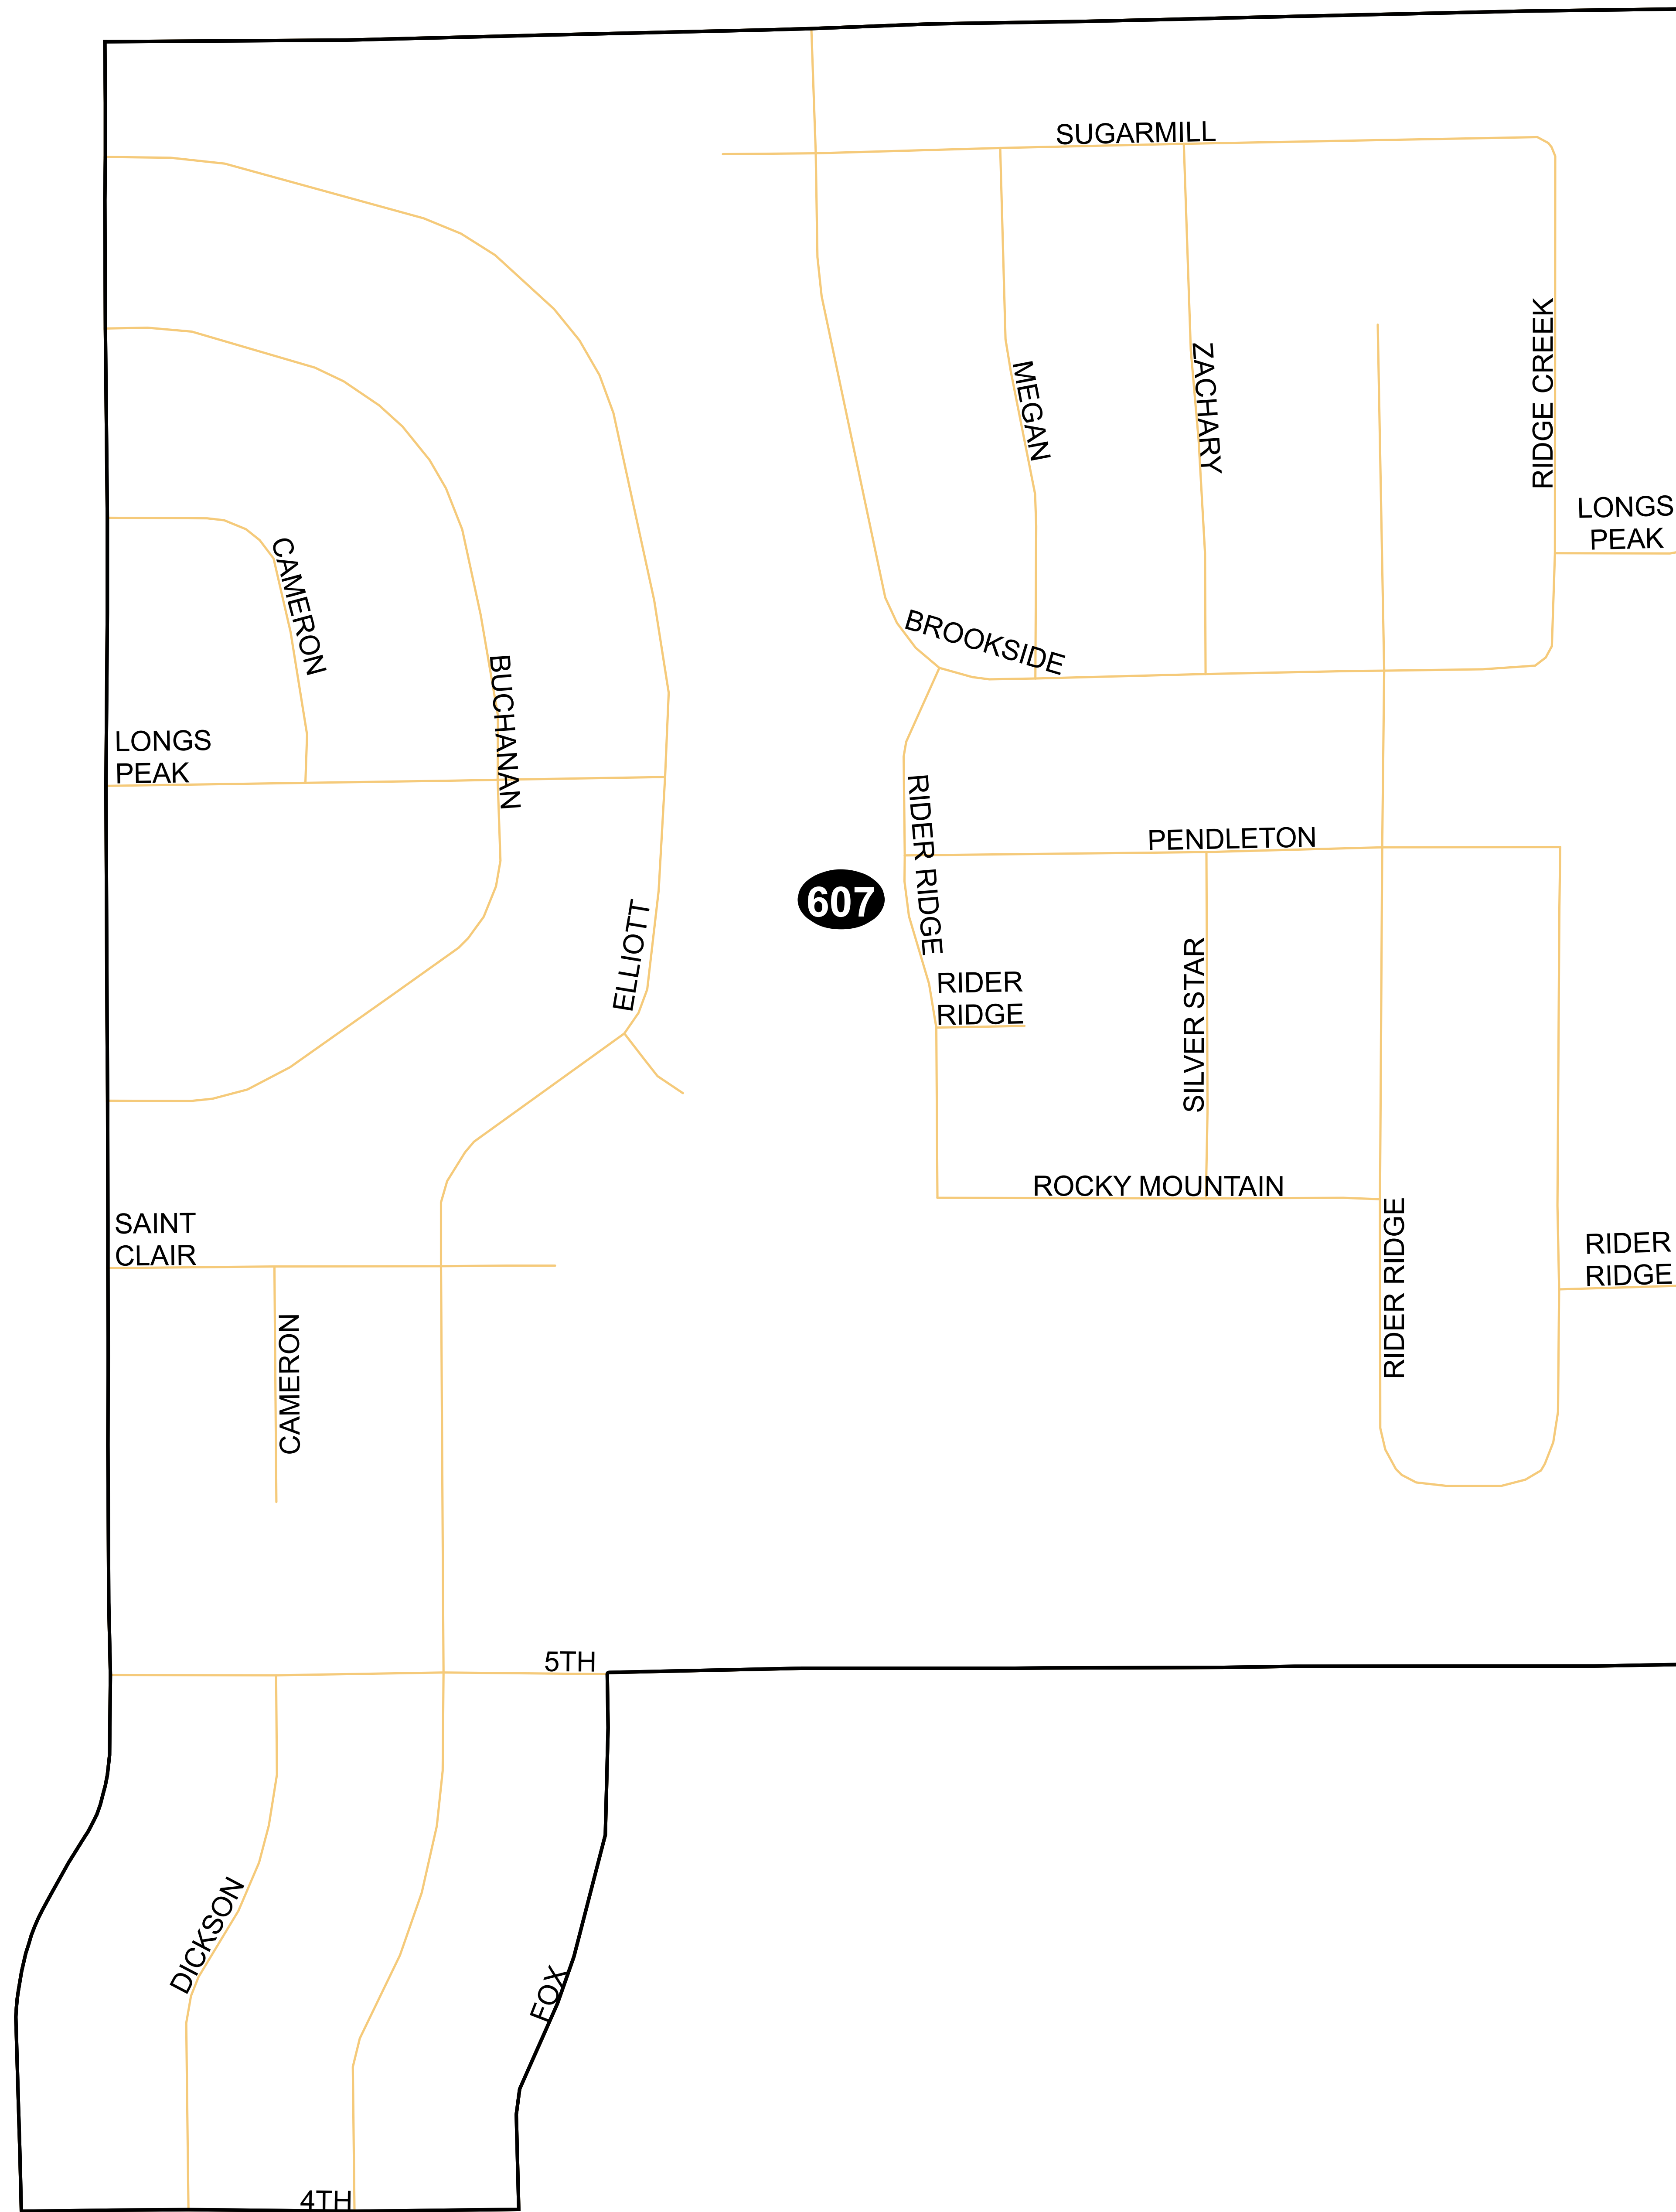 SUGARMILL
RIDGE CREEK
ZACHARY
MEGAN
LONGS
PEAK
CAMERON
BROOKSIDE
BUCHANAN
LONGS
PEAK
RIDER RIDGE
PENDLETON
607
ELLIOTT
SILVER STAR
RIDER
RIDGE
ROCKY MOUNTAIN
SAINT
CLAIR
RIDER RIDGE
RIDER
RIDGE
CAMERON
5TH
DICKSON
FOX
4TH